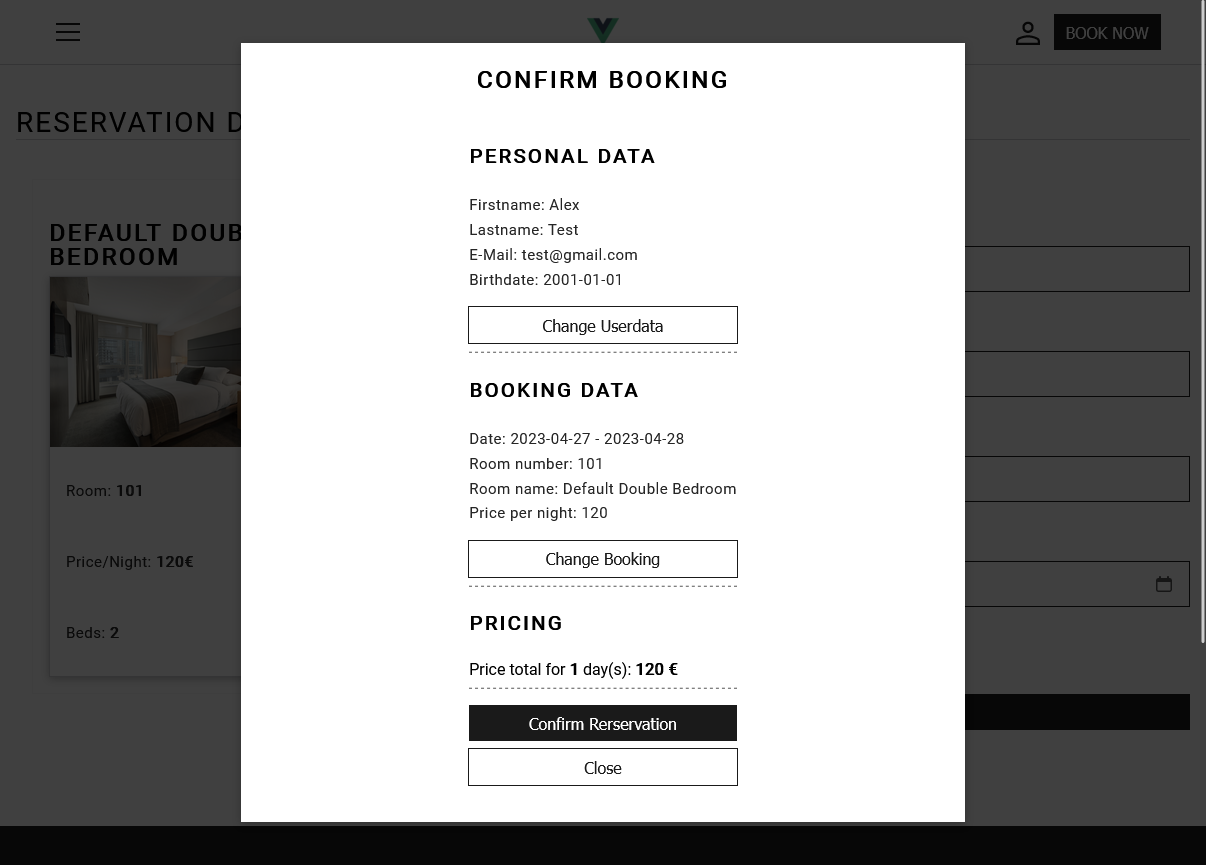 BOOK NOW
CONFIRM BOOKING
RESERVATION D
PERSONAL DATA
Firstname: Alex
Lastname: Test
E-Mail: test@gmail.com
Birthdate: 2001-01-01
Change Userdata
DEFAULT DOUB
BEDROOM
Room: 101
Price/Night: 120€
Beds: 2
BOOKING DATA
Date: 2023-04-27 - 2023-04-28
Room number: 101
Room name: Default Double Bedroom
Price per night: 120
Change Booking
PRICING
Price total for 1 day(s): 120 €
Confirm Rerservation
Close